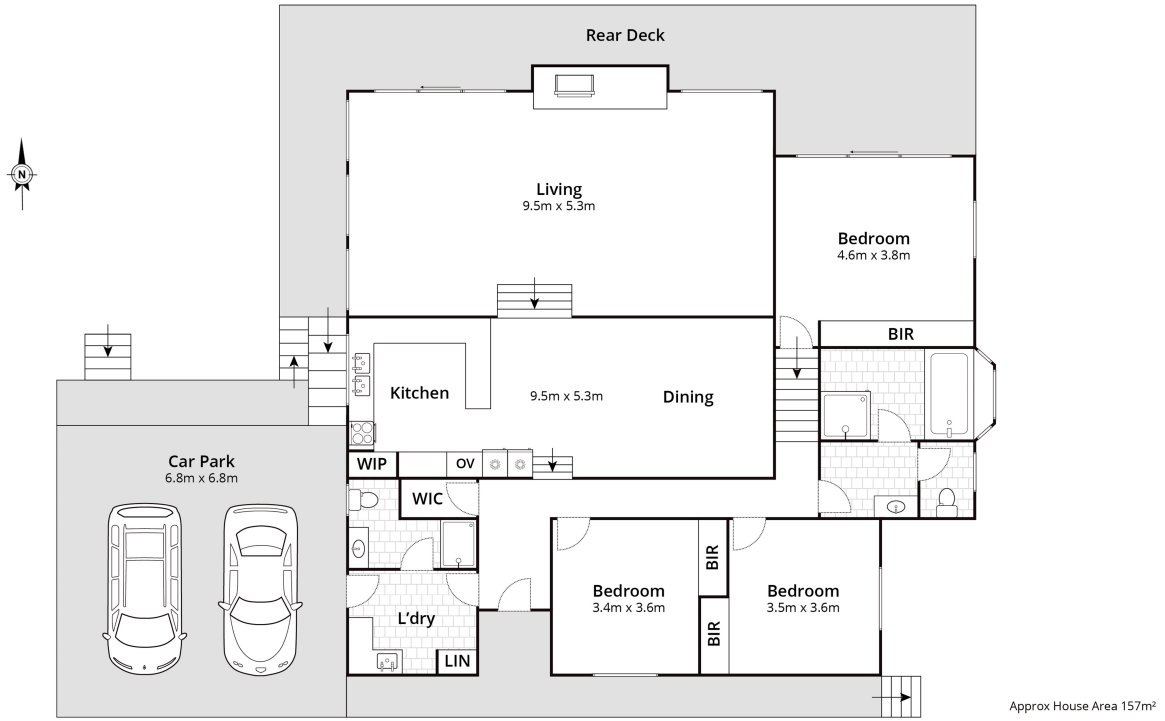 Rear Deck
N
Living
9.5m x 5.3m
Bedroom
4.6m x 3.8m
BIR
Kitchen
9.5m x 5.3m
Dining
WIP
OV
Car Park
6.8m x 6.8m
WIC
BIR
Bedroom
3.4m x 3.6m
Bedroom
3.5m x 3.6m
L'dry
BIR
LIN
Approx House Area 157m²